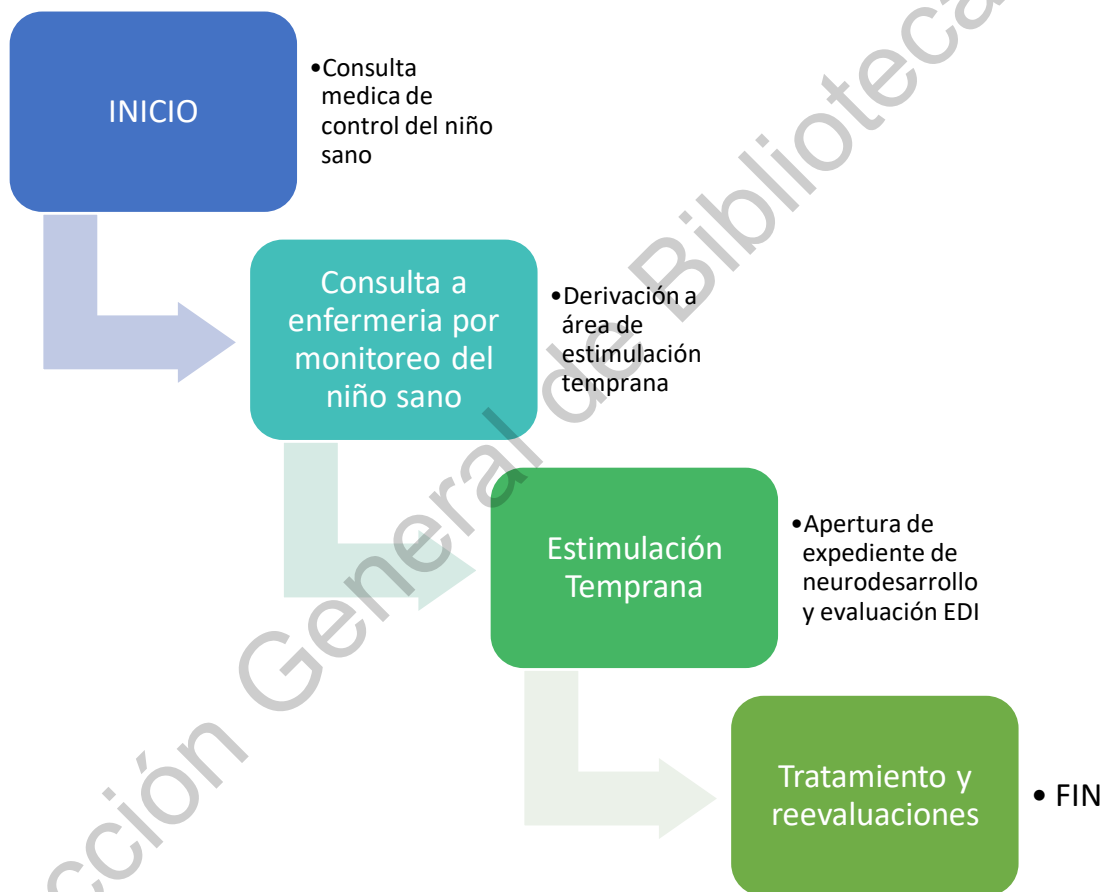 INICIO
•Consulta
medica de
control del niño
sano
Consulta a
enfermeria por
monitoreo del
niño sano
•Derivación a
área de
estimulación
temprana
Estimulación
Temprana
•Apertura de
expediente de
neurodesarrollo
y evaluación EDI
Tratamiento y
reevaluaciones
• FIN
cción General de Biblioteca